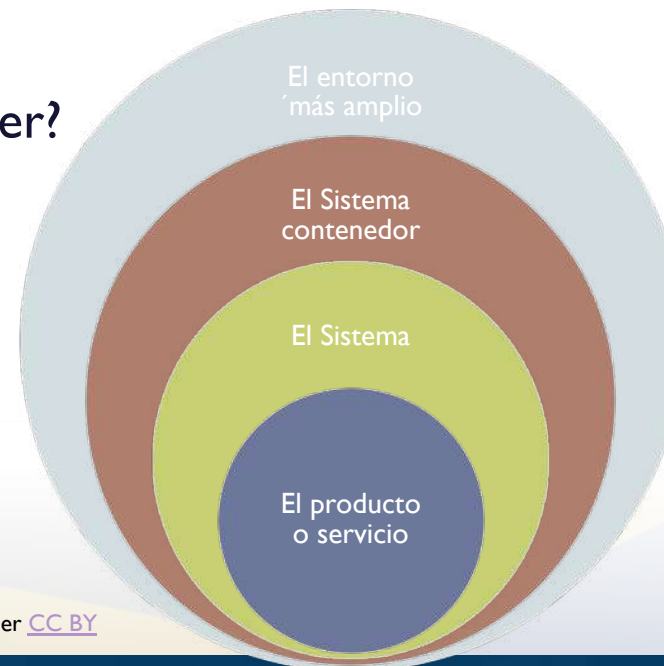 er?
El entorno
´más amplio
El Sistema
contenedor
El Sistema
El producto
o servicio
er CC BY